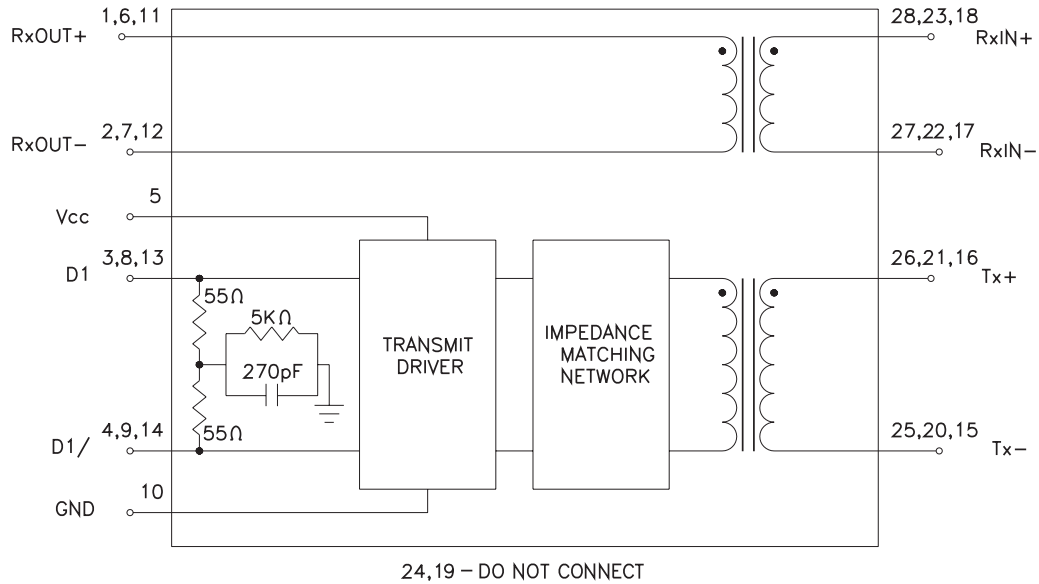 1,6,11
28,23,18
RxOUT+
RxIN+
2,7,12
27,22,17
RxOUT-
RxIN-
5
Vcc
3,8,13
26,21,16
D1
Tx+
55Ω
5KΩ
270pF
TRANSMIT
DRIVER
IMPEDANCE
MATCHING
NETWORK
55Ω
4,9,14
25,20,15
D1/
Tx-
10
GND
24,19 - DO NOT CONNECT